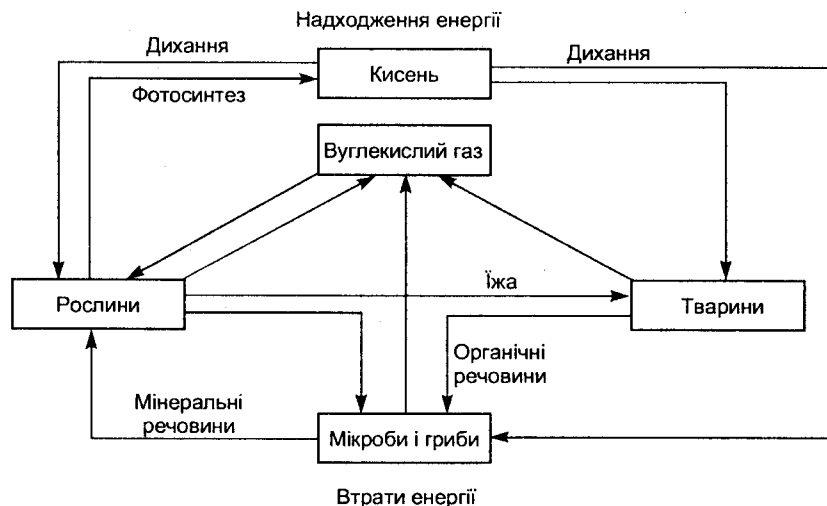 Надходження енергії
Дихання
Дихання
Кисень
Фотосинтез
Вуглекислий газ
Їжа
Рослини
Тварини
Органічні
речовини
Мінеральні
речовини
Мікроби і гриби
Втрати енергії